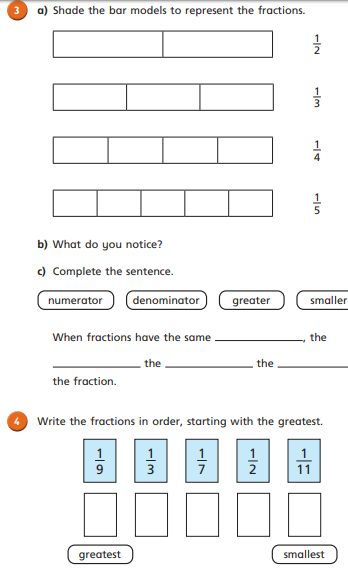 3 a) Shade the bar models to represent the fractions.
1/2
1/3
1/4
1/5
b) What do you notice?
c) Complete the sentence.
numerator denominator greater smaller
When fractions have the same ____________, the
____________ the ____________ the ____________
the fraction.
4 Write the fractions in order, starting with the greatest.
1/9 1/3 1/7 1/2 1/11
greatest smallest